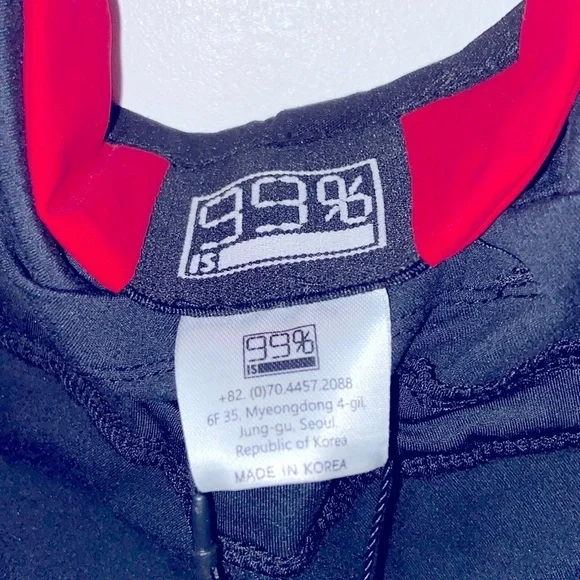 99%
IS
99%
IS
+82. (0)70.4457.2088
6F 35, Myeongdong 4-gil,
Jung-gu, Seoul.
Republic of Korea
MADE IN KOREA